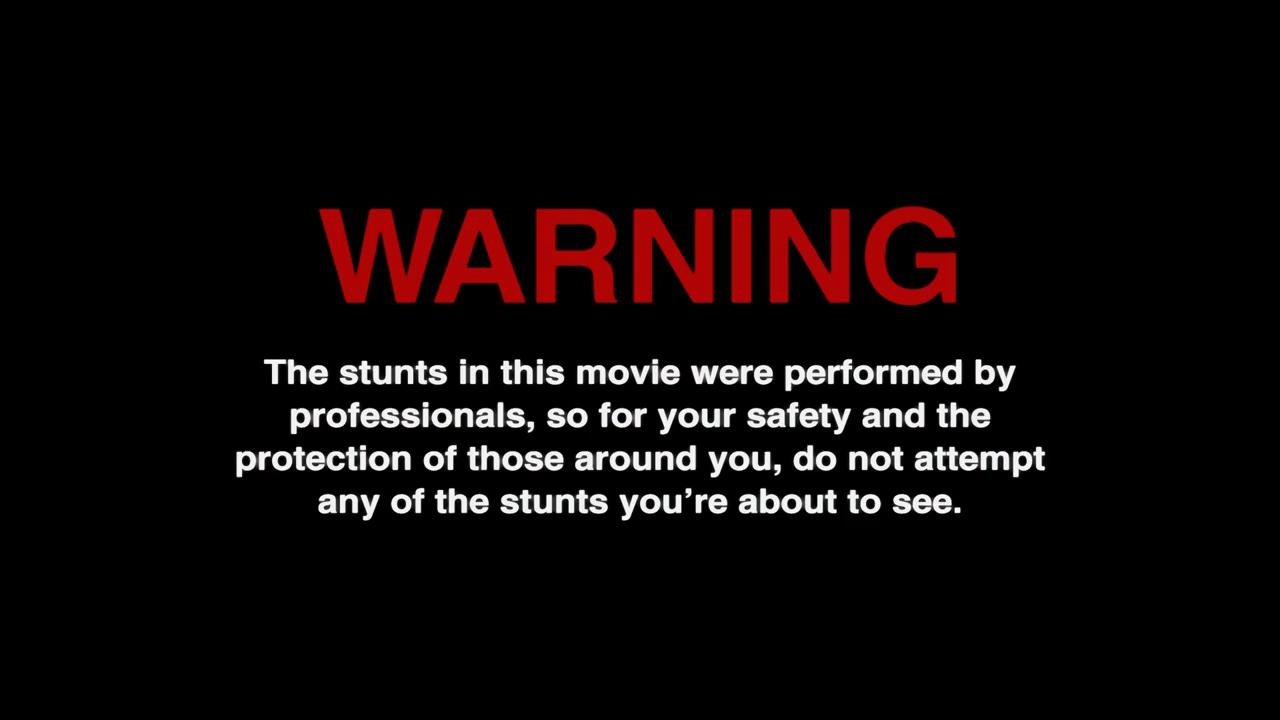 WARNING
The stunts in this movie were performed by
professionals, so for your safety and the
protection of those around you, do not attempt
any of the stunts you’re about to see.